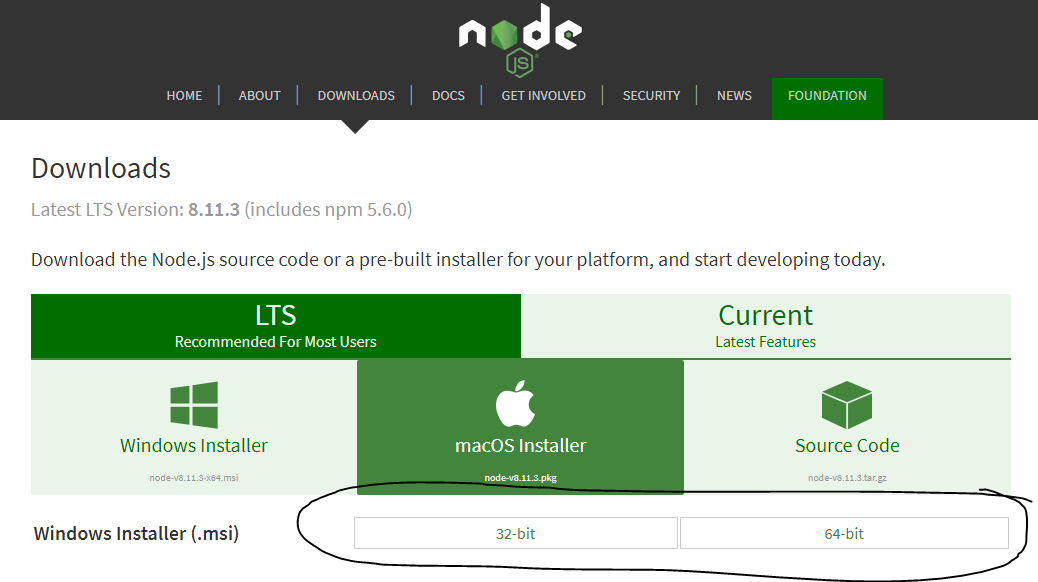 node
JS
HOME ABOUT DOWNLOADS DOCS GET INVOLVED SECURITY NEWS FOUNDATION
Downloads
Latest LTS Version: 8.11.3 (includes npm 5.6.0)
Download the Node.js source code or a pre-built installer for your platform, and start developing today.
LTS
Recommended For Most Users
Current
Latest Features
Windows Installer
node-v8.11.3-x64.msi
macOS Installer
node-v8.11.3.pkg
Source Code
node-v8.11.3.tar.gz
Windows Installer (.msi) 32-bit 64-bit